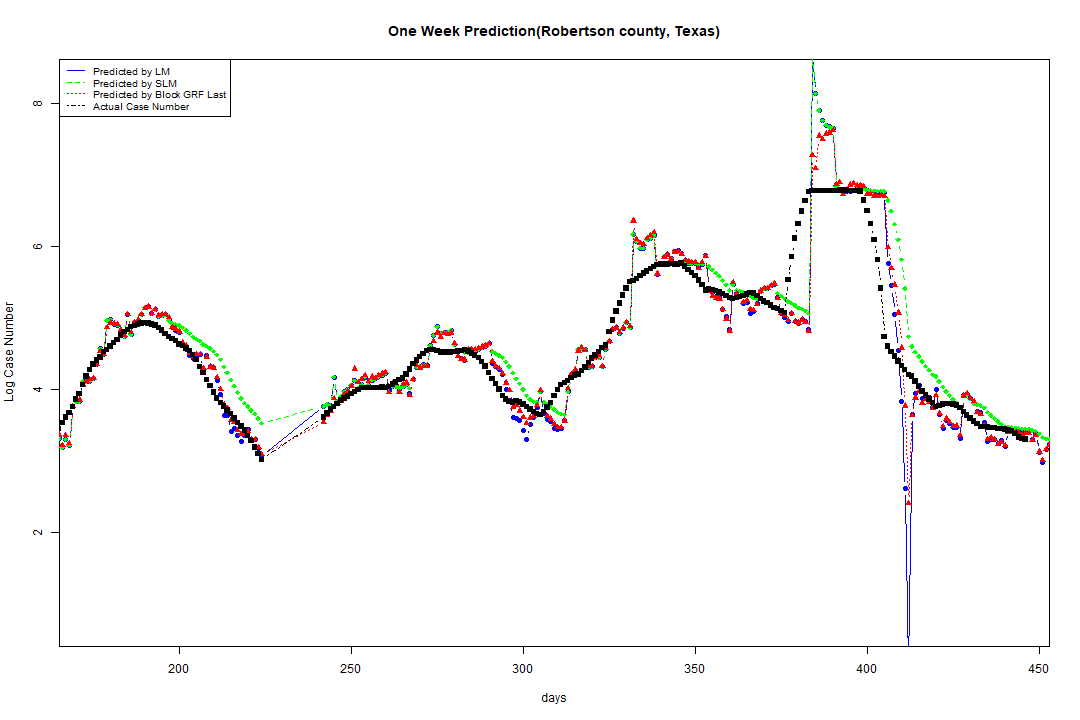 One Week Prediction(Robertson county, Texas)
Predicted by LM
Predicted by SLM
Predicted by Block GRF Last
Actual Case Number
8
6
4
2
Log Case Number
200 250 300 350 400 450
days